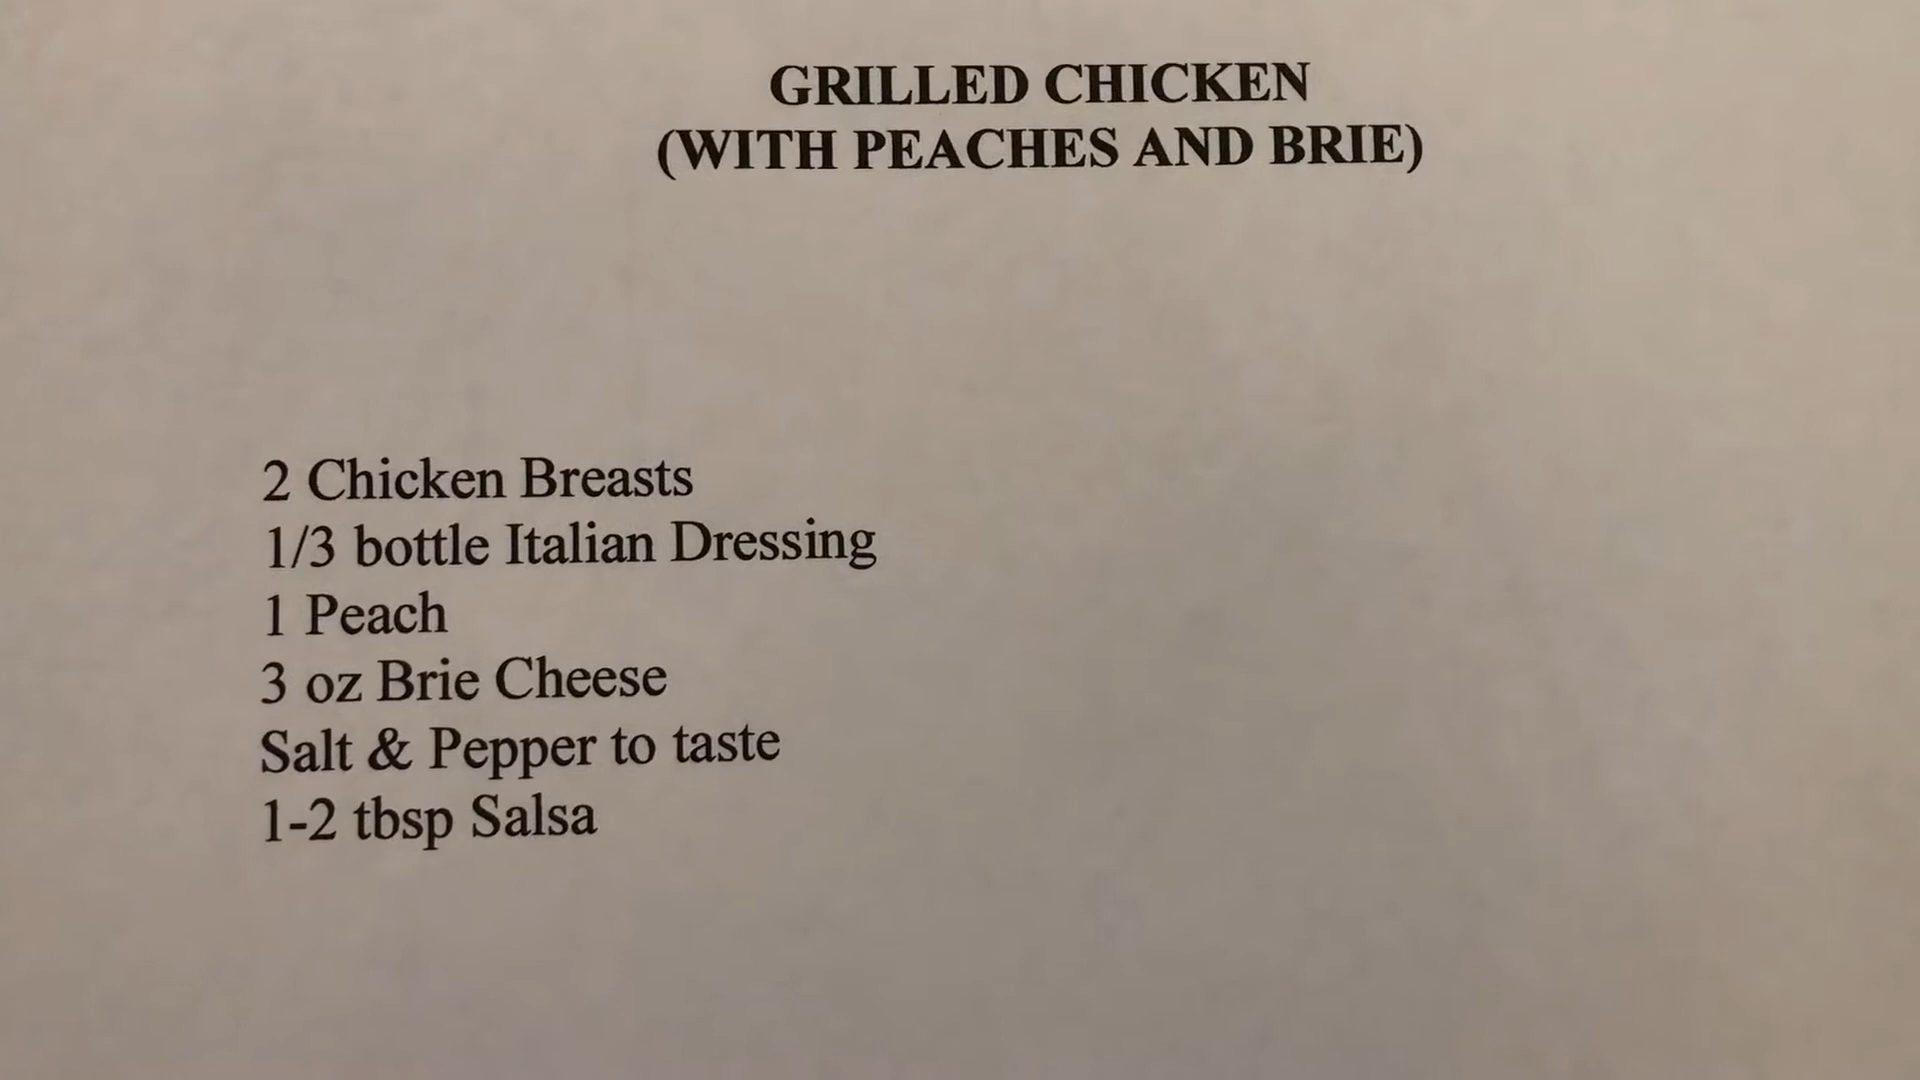 GRILLED CHICKEN
(WITH PEACHES AND BRIE)
2 Chicken Breasts
1/3 bottle Italian Dressing
1 Peach
3 oz Brie Cheese
Salt & Pepper to taste
1-2 tbsp Salsa